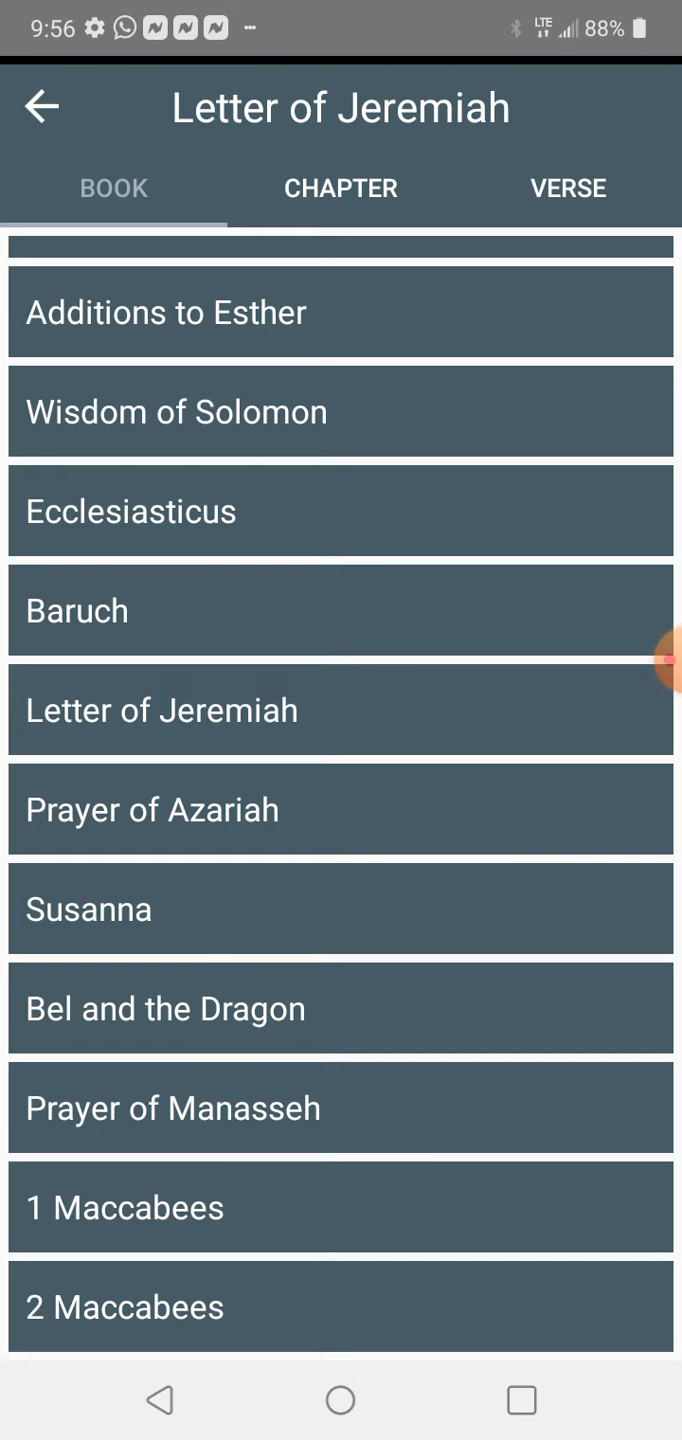 9:56
LTE
88%
Letter of Jeremiah
BOOK
CHAPTER
VERSE
Additions to Esther
Wisdom of Solomon
Ecclesiasticus
Baruch
Letter of Jeremiah
Prayer of Azariah
Susanna
Bel and the Dragon
Prayer of Manasseh
1 Maccabees
2 Maccabees